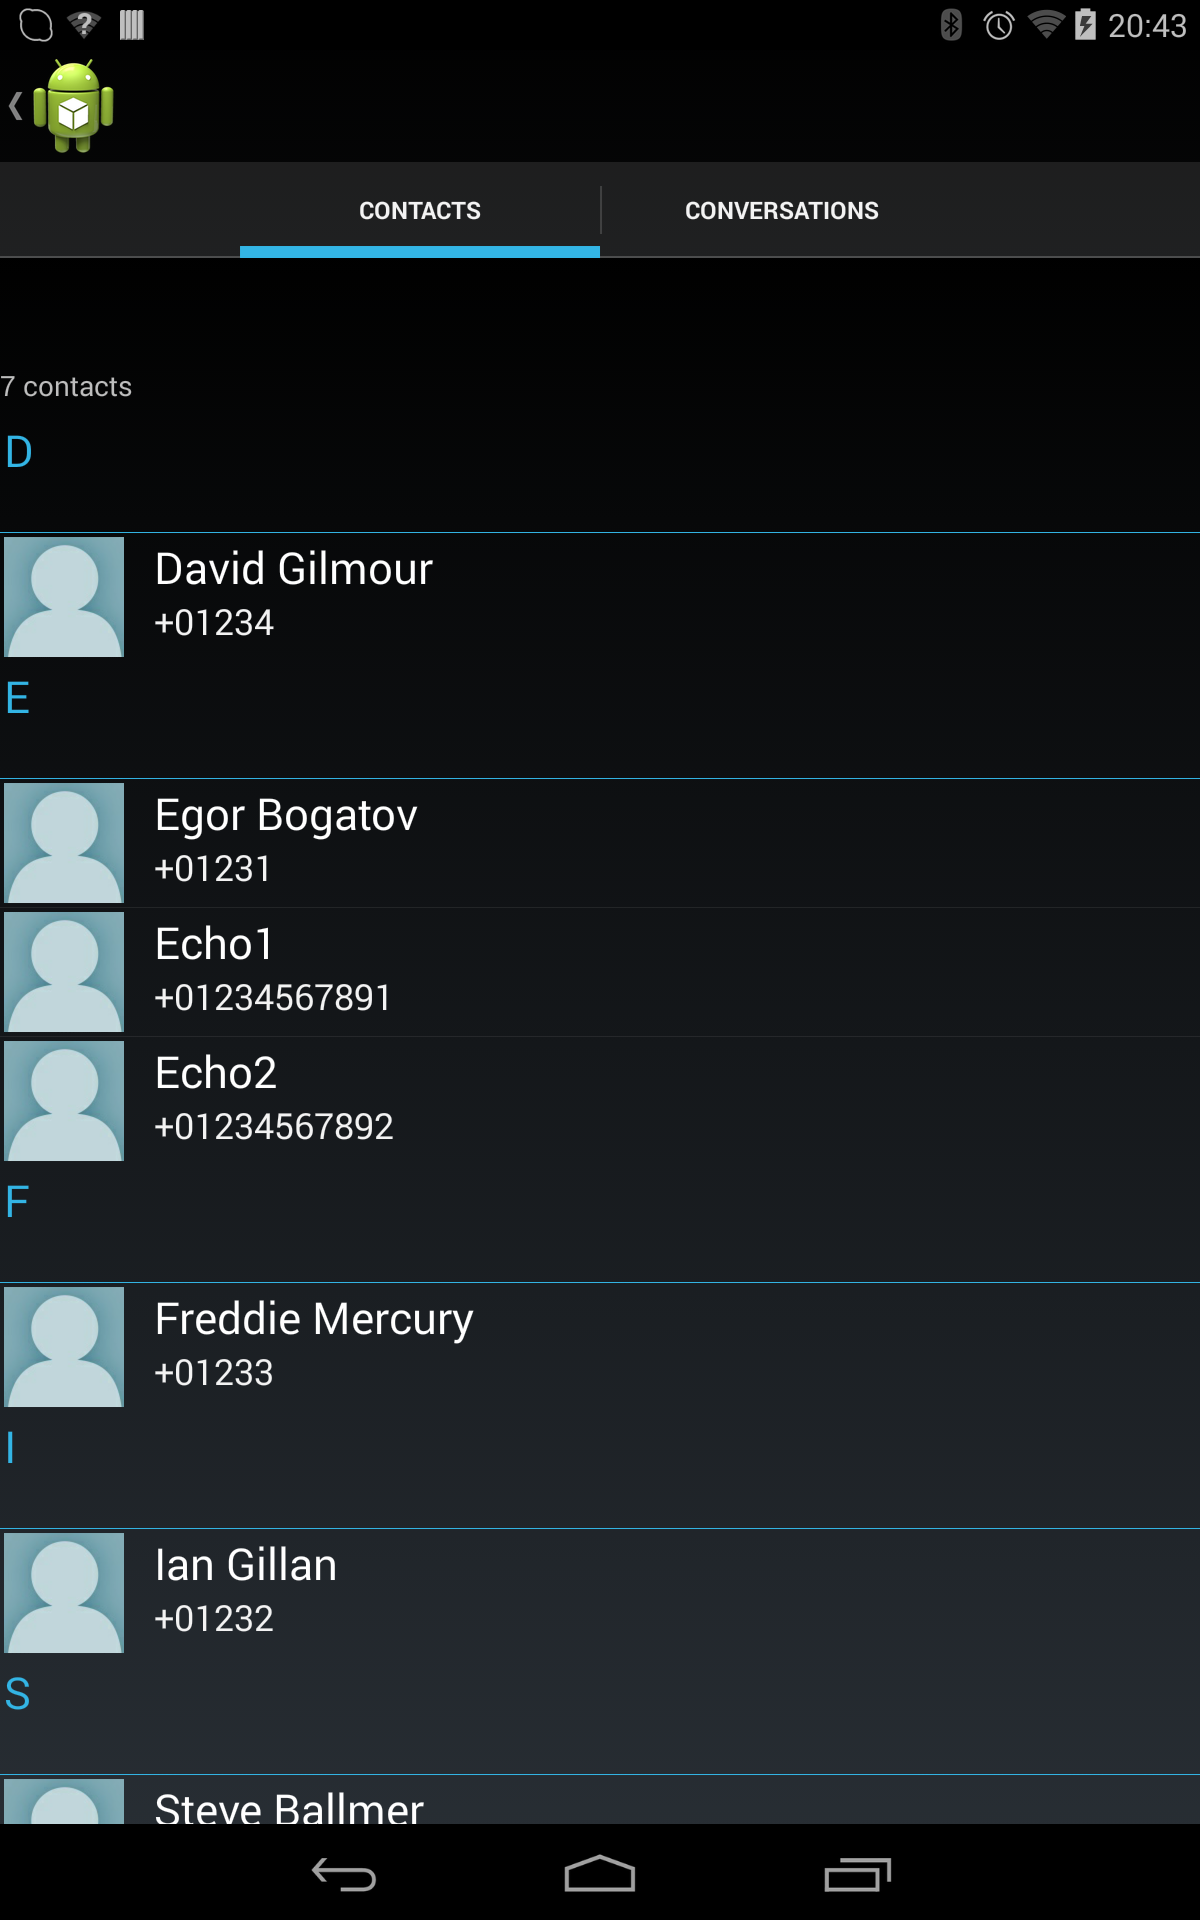 20:43
CONTACTS
CONVERSATIONS
7 contacts
D
David Gilmour
+01234
E
Egor Bogatov
+01231
Echo1
+01234567891
Echo2
+01234567892
F
Freddie Mercury
+01233
I
Ian Gillan
+01232
S
Steve Ballmer